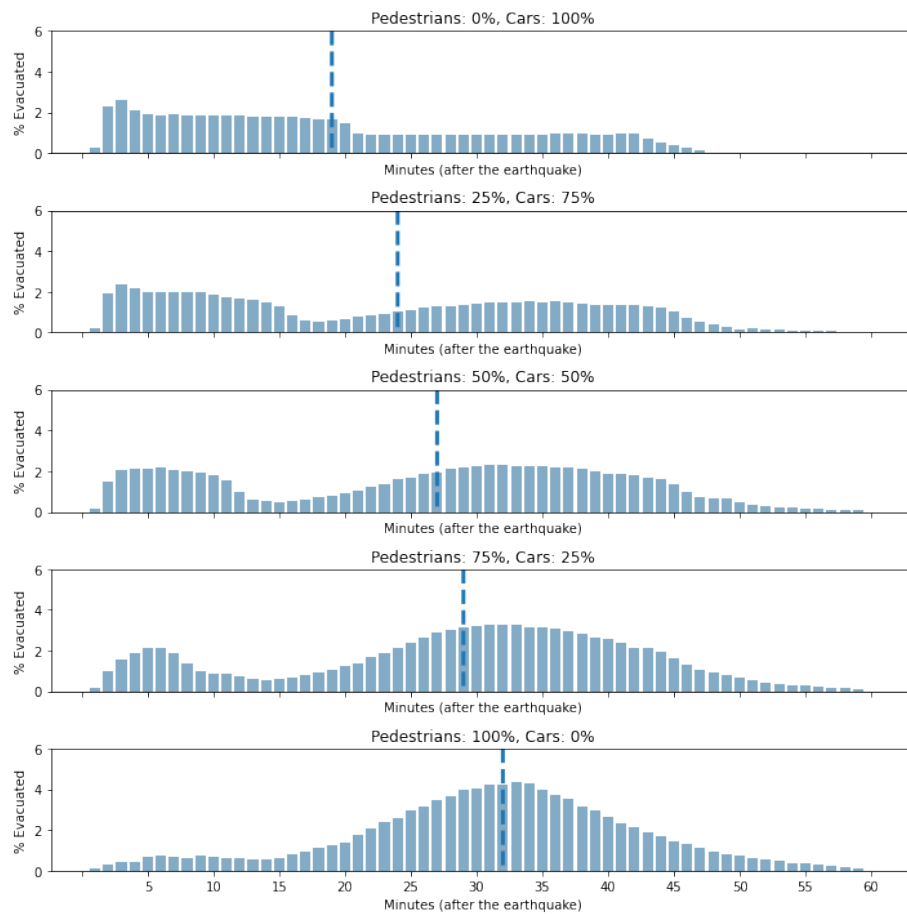 Pedestrians: 0%, Cars: 100%
6
4
2
0
% Evacuated
Minutes (after the earthquake)
Pedestrians: 25%, Cars: 75%
6
4
2
0
% Evacuated
Minutes (after the earthquake)
Pedestrians: 50%, Cars: 50%
6
4
2
0
% Evacuated
Minutes (after the earthquake)
Pedestrians: 75%, Cars: 25%
6
4
2
0
% Evacuated
Minutes (after the earthquake)
Pedestrians: 100%, Cars: 0%
6
4
2
0
% Evacuated
5 10 15 20 25 30 35 40 45 50 55 60
Minutes (after the earthquake)